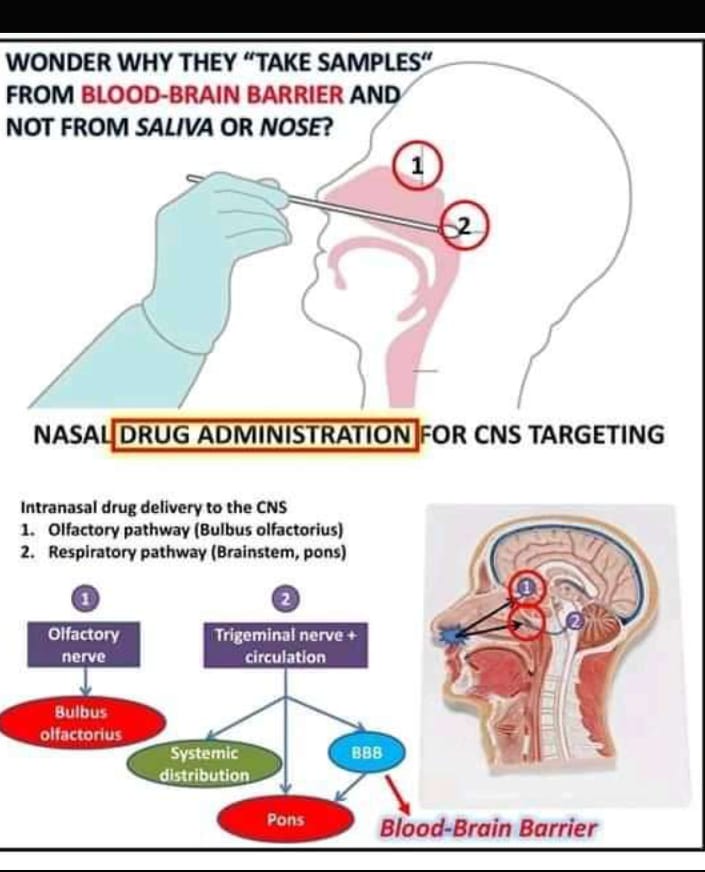 WONDER WHY THEY “TAKE SAMPLES“
FROM BLOOD-BRAIN BARRIER AND
NOT FROM SALIVA OR NOSE?
1
2
NASAL DRUG ADMINISTRATION FOR CNS TARGETING
Intranasal drug delivery to the CNS
1. Olfactory pathway (Bulbus olfactorius)
2. Respiratory pathway (Brainstem, pons)
1
2
Olfactory
nerve
Trigeminal nerve +
circulation
Bulbus
olfactorius
Systemic
distribution
BBB
Pons
1
2
Blood-Brain Barrier